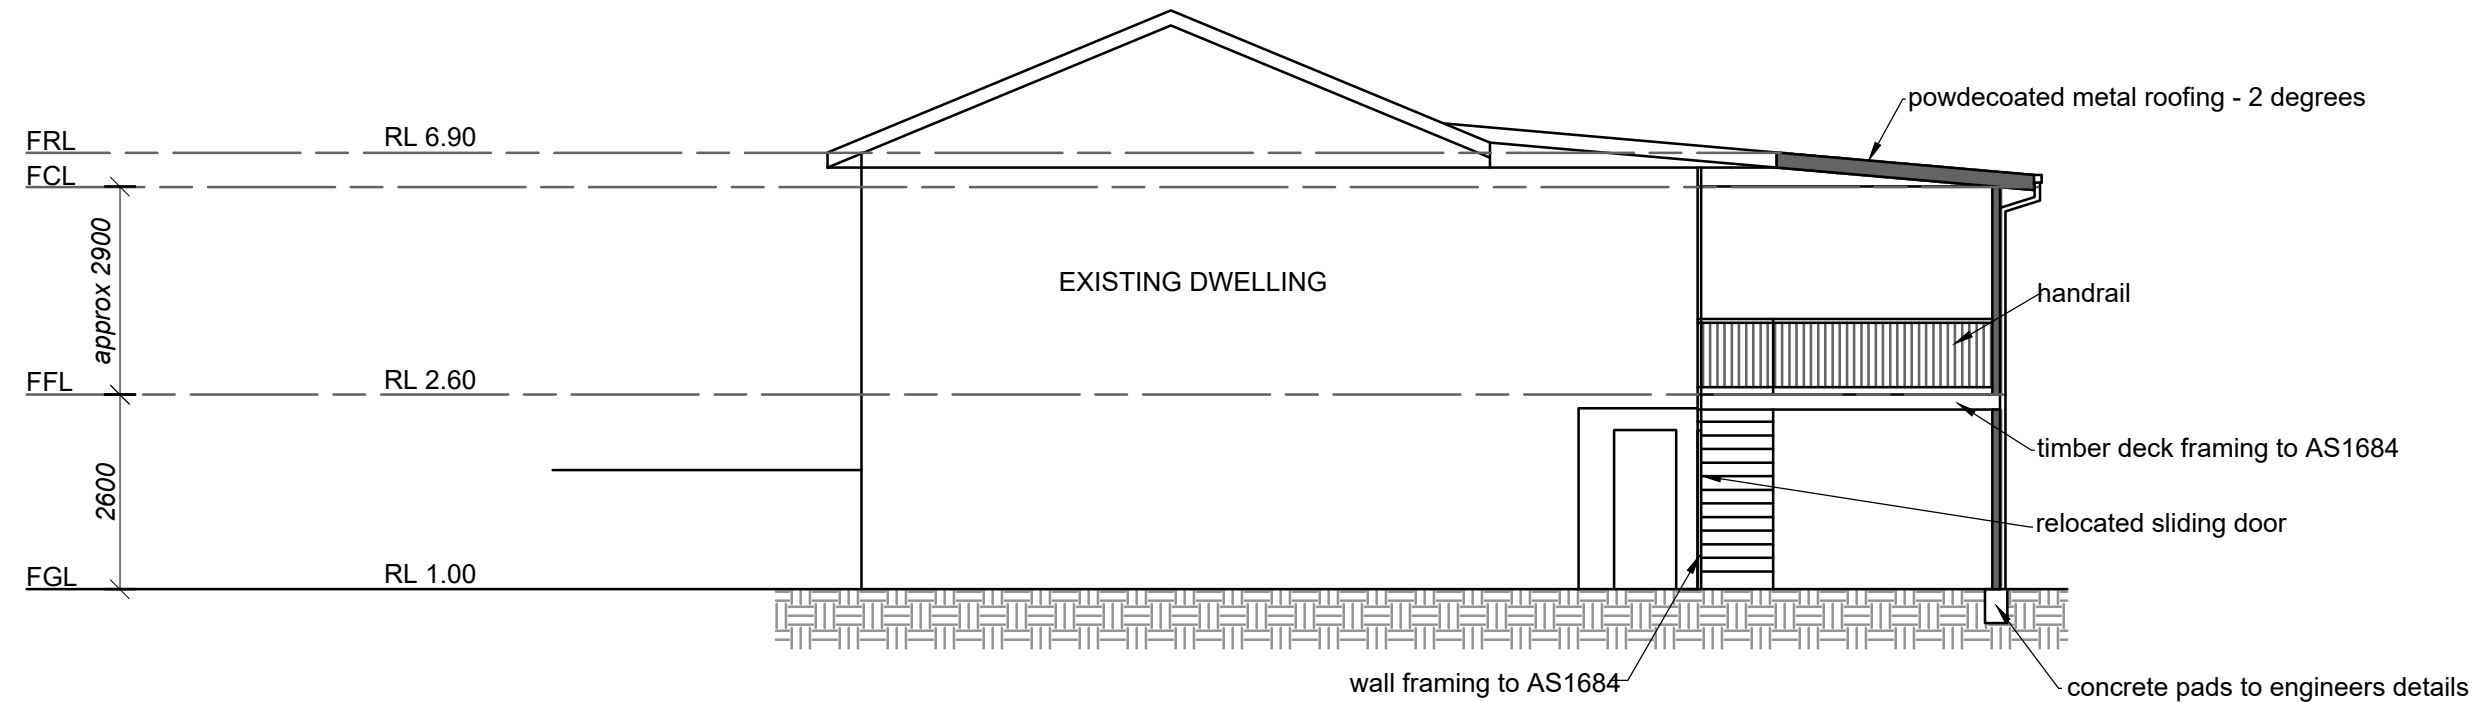 powdecoated metal roofing - 2 degrees
FRL
RL 6.90
FCL
approx 2900
EXISTING DWELLING
handrail
FFL
RL 2.60
timber deck framing to AS1684
2600
relocated sliding door
FGL
RL 1.00
wall framing to AS1684
concrete pads to engineers details